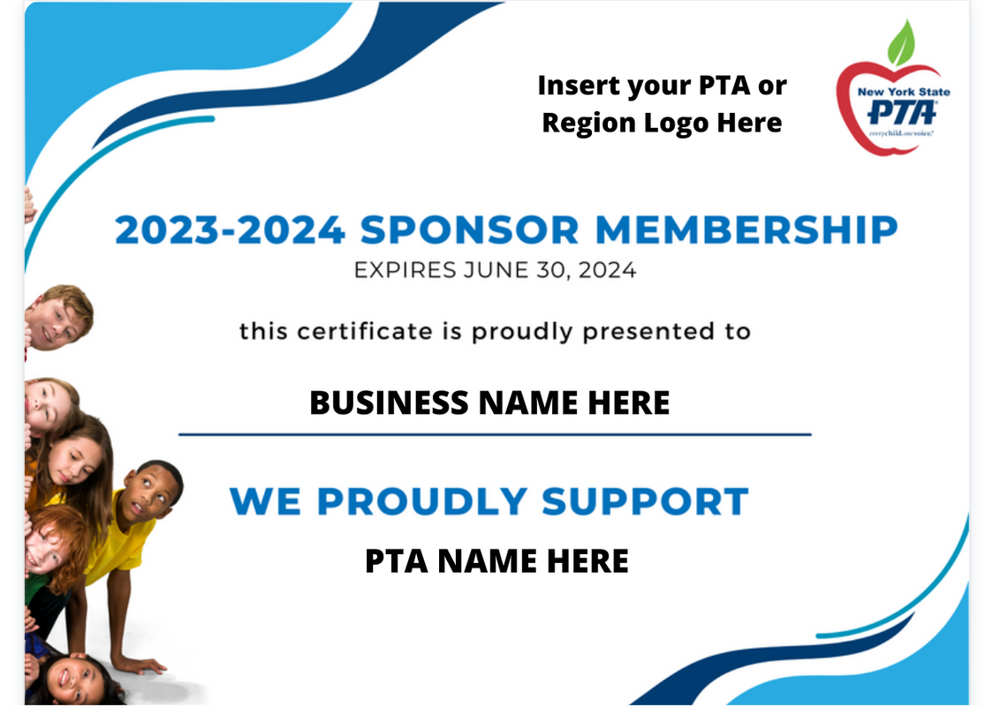 Insert your PTA or
Region Logo Here
New York State
PTA
everychild.onevoice.®
2023-2024 SPONSOR MEMBERSHIP
EXPIRES JUNE 30, 2024
this certificate is proudly presented to
BUSINESS NAME HERE
WE PROUDLY SUPPORT
PTA NAME HERE